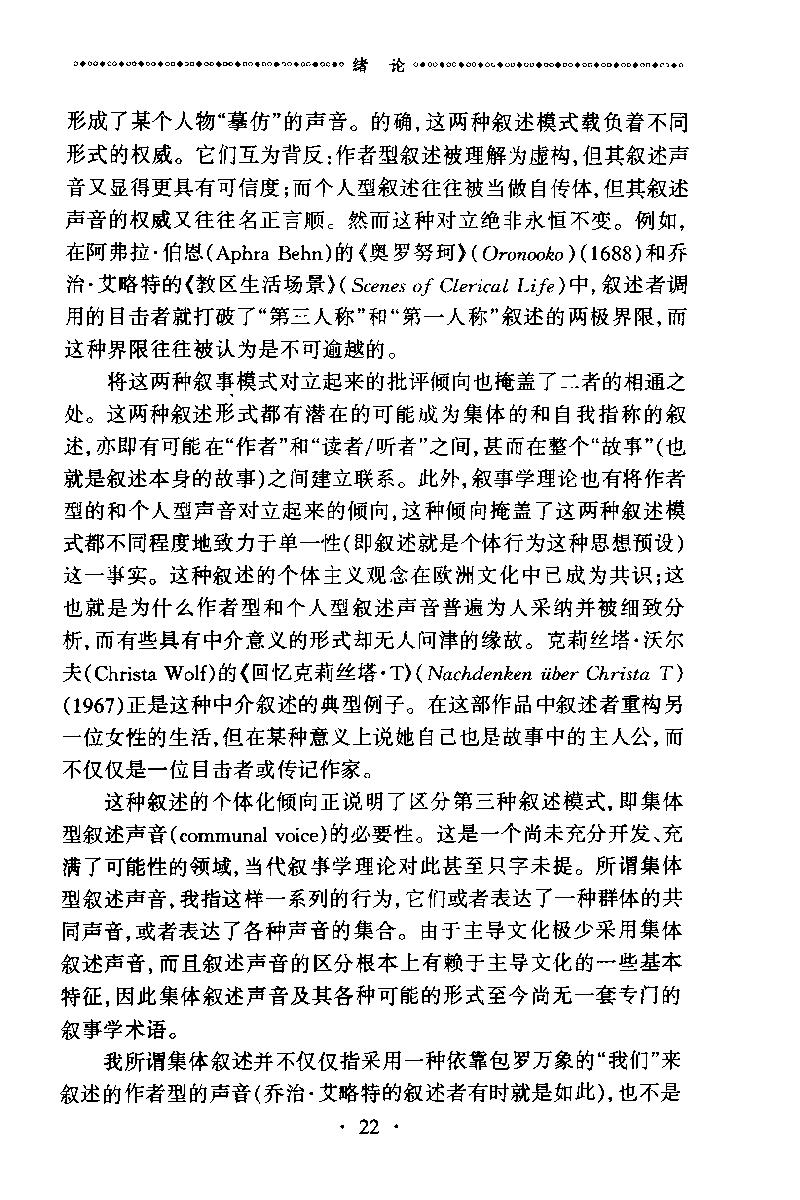 绪 论
形成了某个人物“摹仿”的声音。的确,这两种叙述模式载负着不同
形式的权威。它们互为背反:作者型叙述被理解为虚构,但其叙述声
音又显得更具有可信度;而个人型叙述往往被当做自传体,但其叙述
声音的权威又往往名正言顺。然而这种对立绝非永恒不变。例如,
在阿弗拉·伯恩(Aphra Behn)的《奥罗努珂》(Oronooko)(1688)和乔
治·艾略特的《教区生活场景》(Scenes of Clerical Life)中,叙述者调
用的目击者就打破了“第三人称”和“第一人称”叙述的两极界限,而
这种界限往往被认为是不可逾越的。
将这两种叙事模式对立起来的批评倾向也掩盖了二者的相通之
处。这两种叙述形式都有潜在的可能成为集体的和自我指称的叙
述,亦即有可能在“作者”和“读者/听者”之间,甚而在整个“故事”(也
就是叙述本身的故事)之间建立联系。此外,叙事学理论也有将作者
型的和个人型声音对立起来的倾向,这种倾向掩盖了这两种叙述模
式都不同程度地致力于单一性(即叙述就是个体行为这种思想预设)
这一事实。这种叙述的个体主义观念在欧洲文化中已成为共识;这
也就是为什么作者型和个人型叙述声音普遍为人采纳并被细致分
析,而有些具有中介意义的形式却无人问津的缘故。克莉丝塔·沃尔
夫(Christa Wolf)的《回忆克莉丝塔·T》(Nachdenken über Christa T)
(1967)正是这种中介叙述的典型例子。在这部作品中叙述者重构另
一位女性的生活,但在某种意义上说她自己也是故事中的主人公,而
不仅仅是一位目击者或传记作家。
这种叙述的个体化倾向正说明了区分第三种叙述模式,即集体
型叙述声音(communal voice)的必要性。这是一个尚未充分开发、充
满了可能性的领域,当代叙事学理论对此甚至只字未提。所谓集体
型叙述声音,我指这样一系列的行为,它们或者表达了一种群体的共
同声音,或者表达了各种声音的集合。由于主导文化极少采用集体
叙述声音,而且叙述声音的区分根本上有赖于主导文化的一些基本
特征,因此集体叙述声音及其各种可能的形式至今尚无一套专门的
叙事学术语。
我所谓集体叙述并不仅仅指采用一种依靠包罗万象的“我们”来
叙述的作者型的声音(乔治·艾略特的叙述者有时就是如此),也不是
· 22 ·